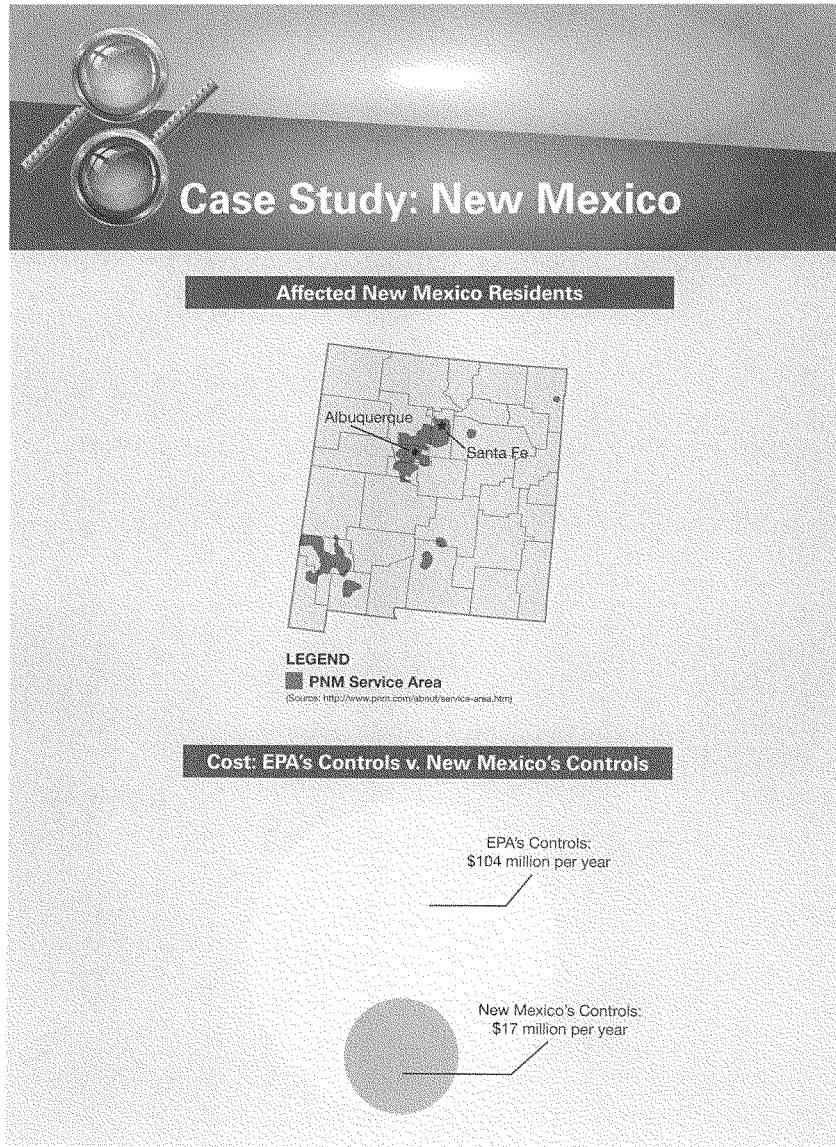 Case Study: New Mexico
Affected New Mexico Residents
Albuquerque
Santa Fe
LEGEND
PNM Service Area
(Source: http://www.pnm.com/about/service-area.htm)
Cost: EPA's Controls v. New Mexico's Controls
EPA's Controls:
$104 million per year
New Mexico's Controls:
$17 million per year